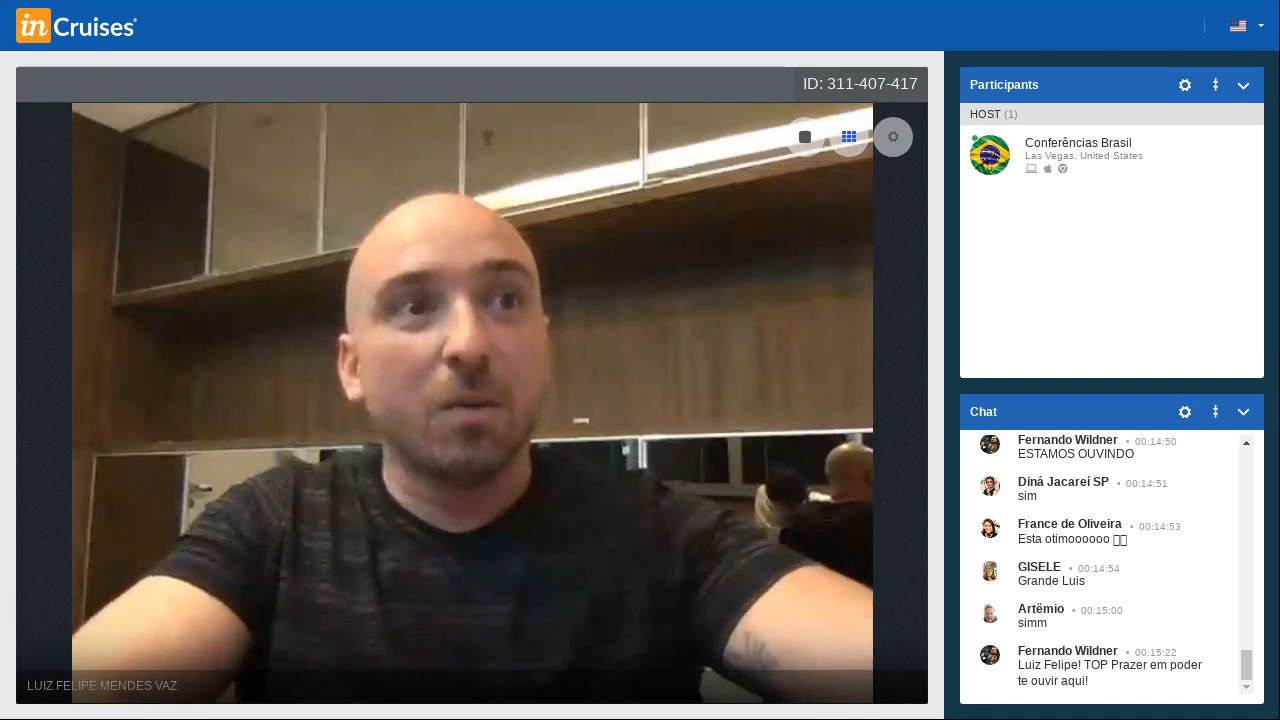 in Cruises®
ID: 311-407-417
LUIZ FELIPE MENDES VAZ
Participants
HOST (1)
Conferências Brasil
Las Vegas, United States
Chat
Fernando Wildner • 00:14:50
ESTAMOS OUVINDO
Diná Jacareí SP • 00:14:51
sim
France de Oliveira • 00:14:53
Esta otimoooooo
GISELE • 00:14:54
Grande Luis
Artêmio • 00:15:00
simm
Fernando Wildner • 00:15:22
Luiz Felipe! TOP Prazer em poder
te ouvir aqui!